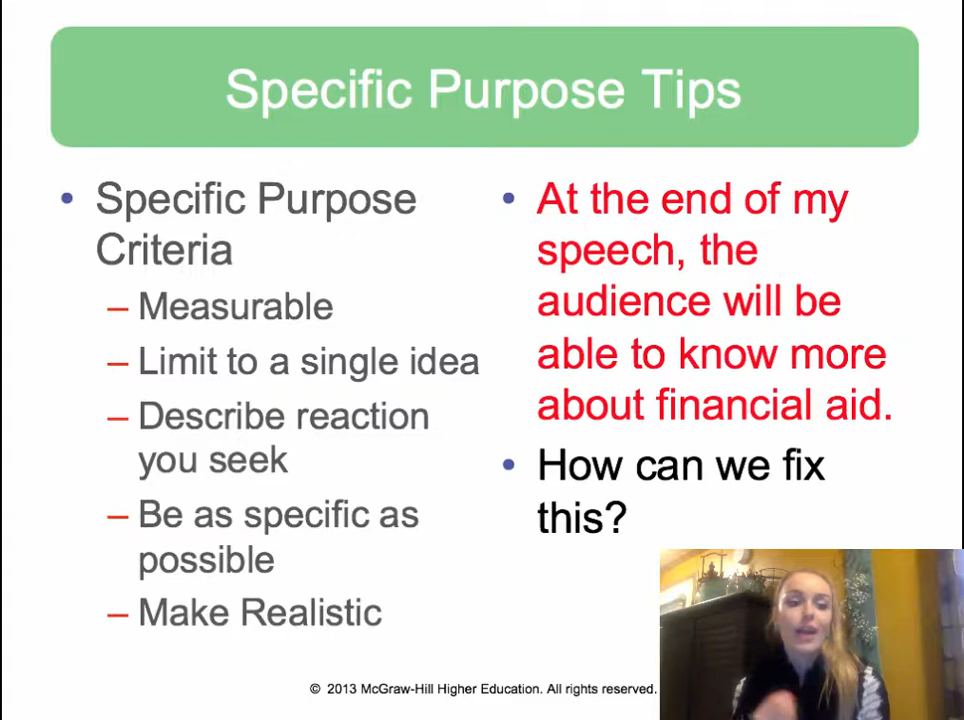 Specific Purpose Tips
• Specific Purpose
Criteria
– Measurable
– Limit to a single idea
– Describe reaction
you seek
– Be as specific as
possible
– Make Realistic
• At the end of my
speech, the
audience will be
able to know more
about financial aid.
• How can we fix
this?
© 2013 McGraw-Hill Higher Education. All rights reserved.